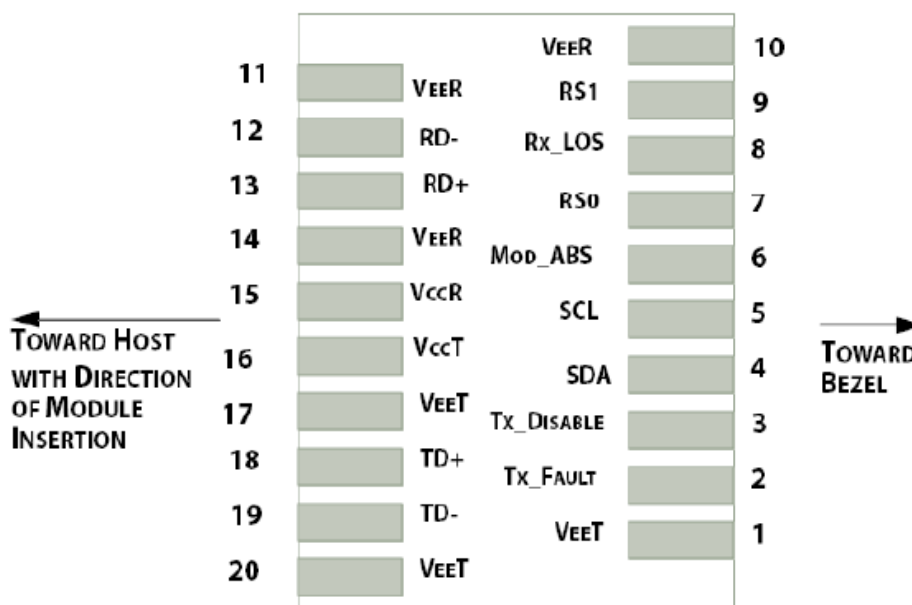 VEER 10
11 VEER
RS1 9
12 RD-
Rx_LOS 8
13 RD+
RS0 7
14 VEER
MOD_ABS 6
15 VCCR
SCL 5
TOWARD HOST
WITH DIRECTION
OF MODULE
INSERTION
16 VCCT
TOWARD
BEZEL
SDA 4
17 VEET
TX_DISABLE 3
18 TD+
TX_FAULT 2
19 TD-
VEET 1
20 VEET